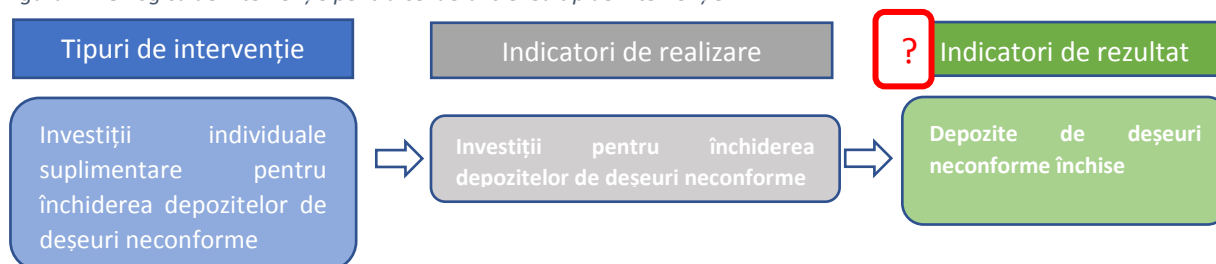 Tipuri de intervenție
Indicatori de realizare
? Indicatori de rezultat
Investiții individuale
suplimentare pentru
închiderea depozitelor de
deșeuri neconforme
Investiții pentru închiderea
depozitelor de deșeuri neconforme
Depozite de deșeuri
neconforme închise